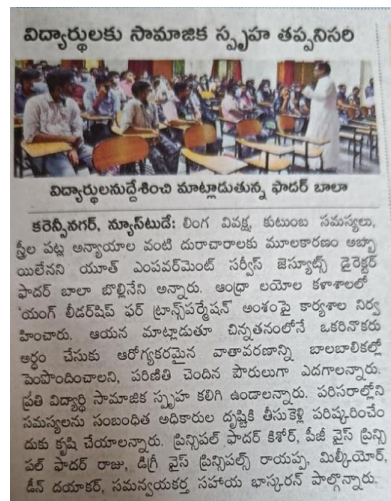 విద్యార్థులకు సామాజిక స్పృహ తప్పనిసరి
విద్యార్థులనుద్దేశించి మాట్లాడుతున్న ఫాదర్ బాలా
కరెన్సీనగర్, న్యూస్‌టుడే: లింగ వివక్ష, కుటుంబ సమస్యలు,
స్త్రీల పట్ల అన్యాయాల వంటి దురాచారాలకు మూలకారణం అబ్బా
యిలేనని యూత్ ఎంపవర్‌మెంట్ సర్వీస్ జెస్యూట్స్ డైరెక్టర్
ఫాదర్ బాలా బొల్లినేని అన్నారు. ఆంధ్రా లయోల కళాశాలలో
'యంగ్ లీడర్‌షిప్ ఫర్ ట్రాన్స్‌ఫర్మేషన్' అంశంపై కార్యశాల నిర్వ
హించారు. ఆయన మాట్లాడుతూ చిన్నతనంలోనే ఒకరినొకరు
అర్థం చేసుకు ఆరోగ్యకరమైన వాతావరణాన్ని బాలబాలికల్లో
పెంపొందించాలని, పరిణితి చెందిన పౌరులుగా ఎదగాలన్నారు.
ప్రతి విద్యార్థి సామాజిక స్పృహ కలిగి ఉండాలన్నారు. పరిసరాల్లోని
సమస్యలను సంబంధిత అధికారుల దృష్టికి తీసుకెళ్లి పరిష్కరించేం
దుకు కృషి చేయాలన్నారు. ప్రిన్సిపల్ ఫాదర్ కిశోర్, పీజీ వైస్ ప్రిన్సి
పల్ ఫాదర్ రాజు, డిగ్రీ వైస్ ప్రిన్సిపల్స్ రాయప్ప, మెల్కీయోర్,
డీన్ దయాకర్, సమన్వయకర్త సహాయ భాస్కరన్ పాల్గొన్నారు.